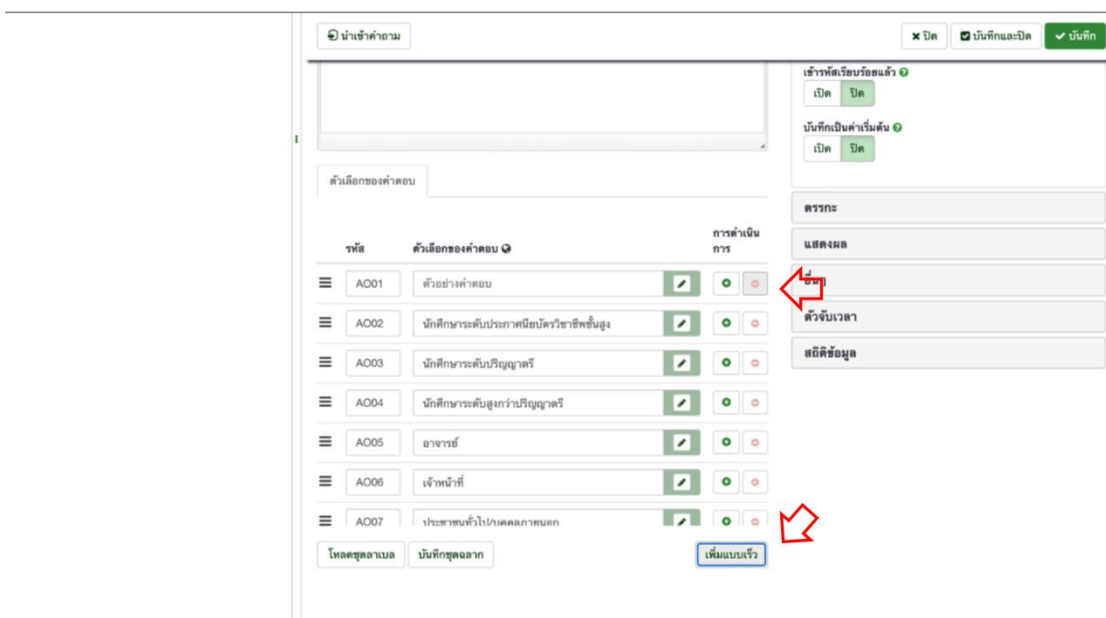 นำเข้าคำถาม
ปิด
บันทึกและปิด
บันทึก
เข้ารหัสเรียบร้อยแล้ว
เปิด ปิด
บันทึกเป็นค่าเริ่มต้น
เปิด ปิด
ตัวเลือกของคำตอบ
ตรรกะ
แสดงผล
อื่นๆ
ตัวจับเวลา
สถิติข้อมูล
รหัส ตัวเลือกของคำตอบ การดำเนิน
การ
AO01 ตัวอย่างคำตอบ
AO02 นักศึกษาระดับประกาศนียบัตรวิชาชีพชั้นสูง
AO03 นักศึกษาระดับปริญญาตรี
AO04 นักศึกษาระดับสูงกว่าปริญญาตรี
AO05 อาจารย์
AO06 เจ้าหน้าที่
AO07 ประชาชนทั่วไป/บุคคลภายนอก
โหลดชุดลาเบล บันทึกชุดฉลาก เพิ่มแบบเร็ว